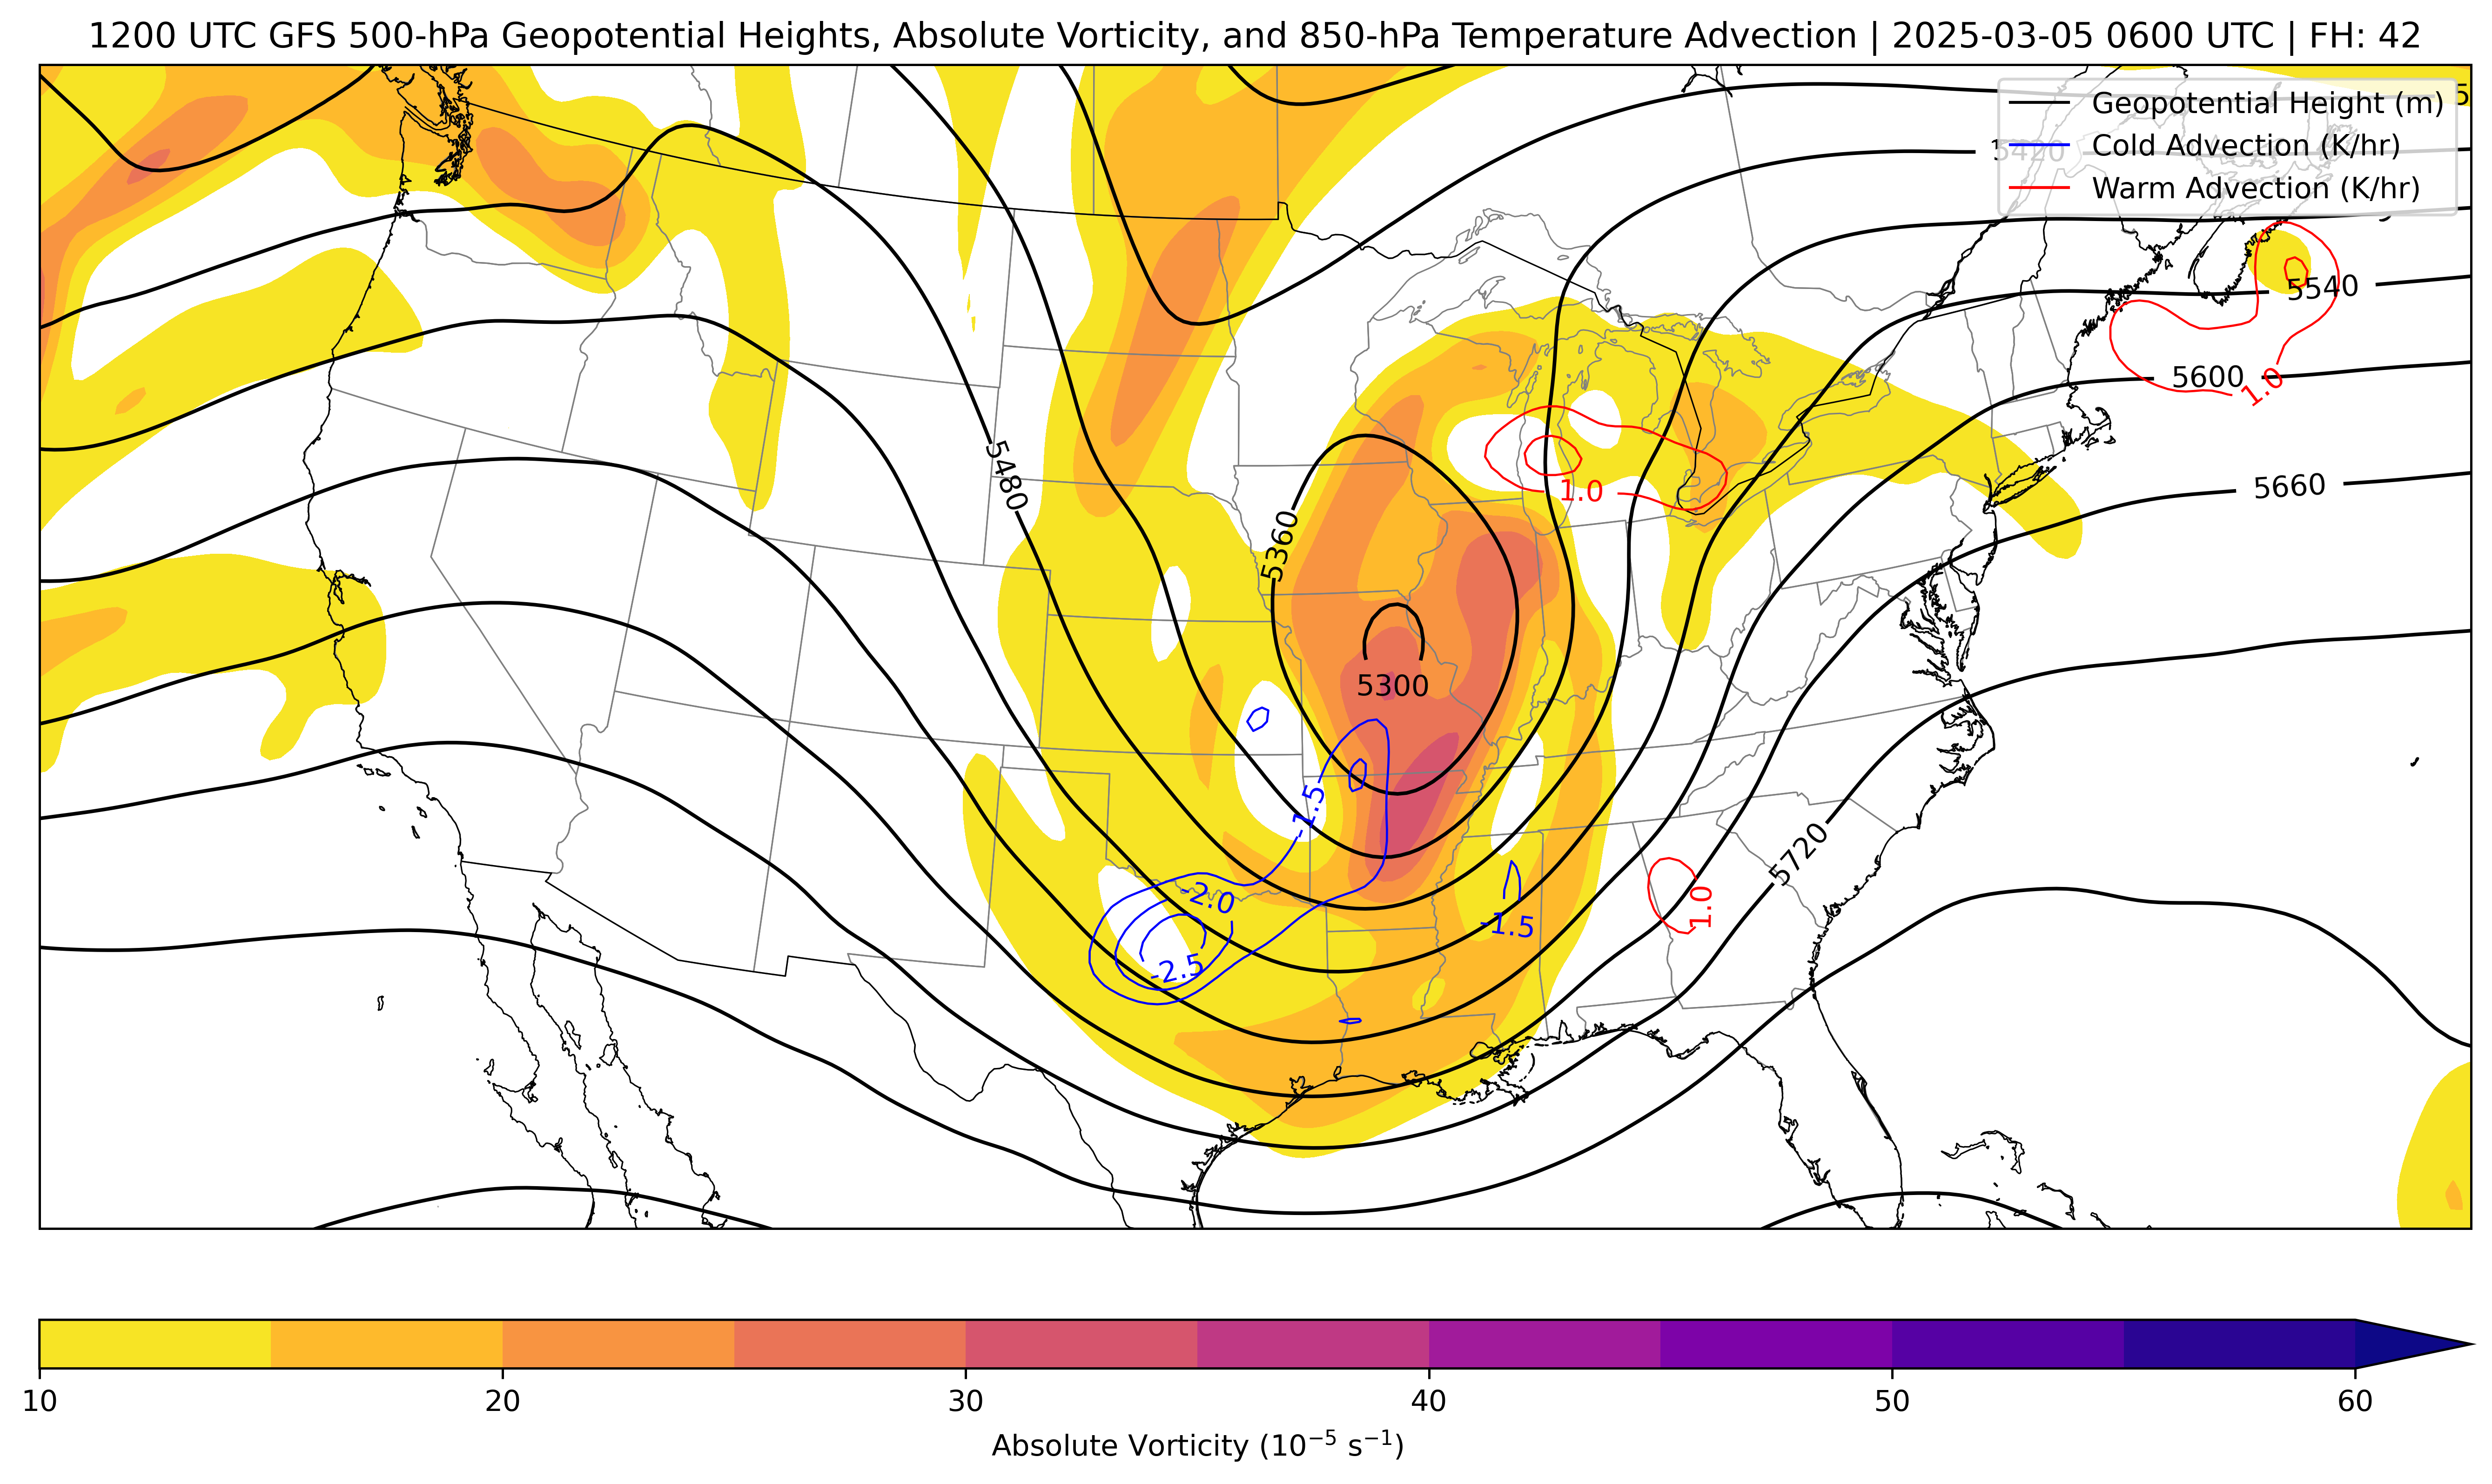 1200 UTC GFS 500-hPa Geopotential Heights, Absolute Vorticity, and 850-hPa Temperature Advection | 2025-03-05 0600 UTC | FH: 42
Geopotential Height (m)
5420
Cold Advection (K/hr)
Warm Advection (K/hr)
5540
5600
1.0
5480
1.0
5660
5360
5300
-1.5
5720
-2.0
1.0
-1.5
-2.5
10 20 30 40 50 60
Absolute Vorticity (10⁻⁵ s⁻¹)